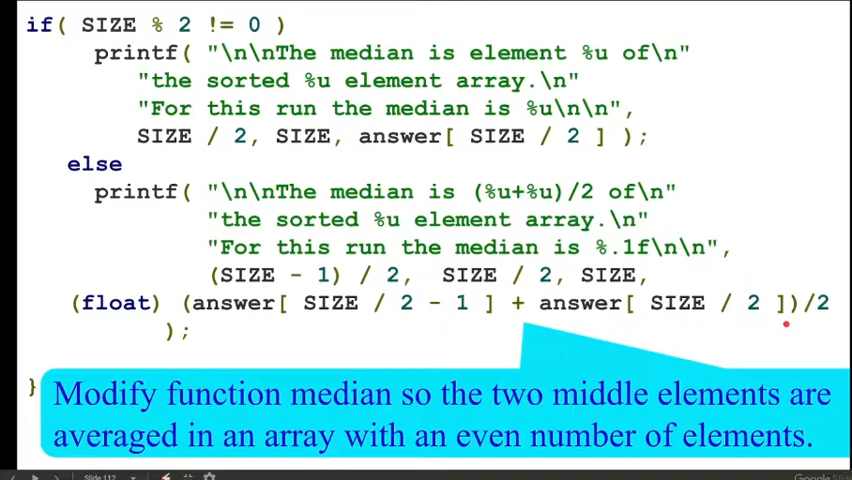 if( SIZE % 2 != 0 )
printf( "\n\nThe median is element %u of\n"
"the sorted %u element array.\n"
"For this run the median is %u\n\n",
SIZE / 2, SIZE, answer[ SIZE / 2 ] );
else
printf( "\n\nThe median is (%u+%u)/2 of\n"
"the sorted %u element array.\n"
"For this run the median is %.1f\n\n",
(SIZE - 1) / 2, SIZE / 2, SIZE,
(float) (answer[ SIZE / 2 - 1 ] + answer[ SIZE / 2 ])/2
);
}
Modify function median so the two middle elements are
averaged in an array with an even number of elements.
Slide 112
Google Slides